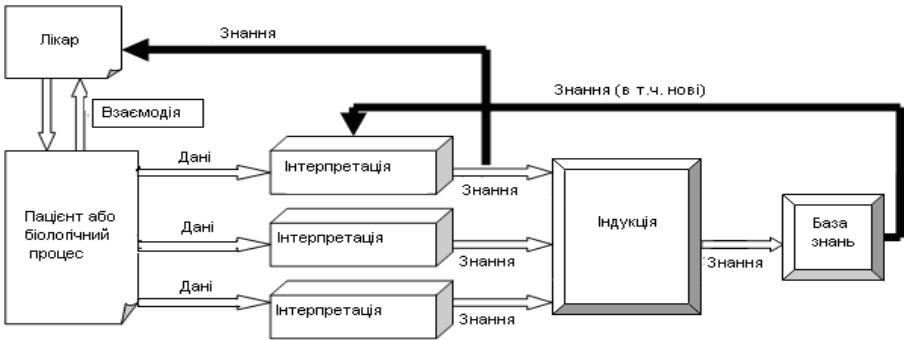 Лікар
Знання
Знання (в т.ч. нові)
Взаємодія
Дані
Інтерпретація
Знання
Пацієнт або
біологічний
процес
Дані
Інтерпретація
Знання
Індукція
Знання
База
знань
Дані
Інтерпретація
Знання